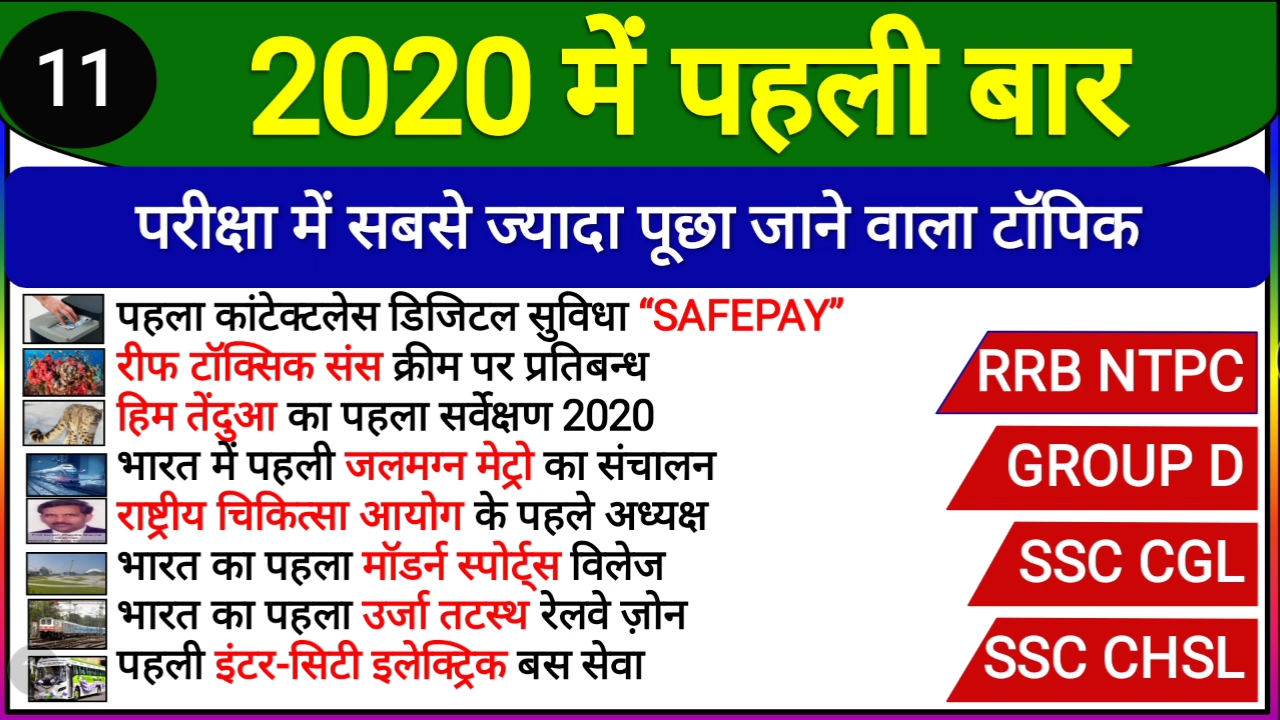 11
2020 में पहली बार
परीक्षा में सबसे ज्यादा पूछा जाने वाला टॉपिक
पहला कांटेक्टलेस डिजिटल सुविधा “SAFEPAY”
रीफ टॉक्सिक संस क्रीम पर प्रतिबन्ध
हिम तेंदुआ का पहला सर्वेक्षण 2020
भारत में पहली जलमग्न मेट्रो का संचालन
राष्ट्रीय चिकित्सा आयोग के पहले अध्यक्ष
भारत का पहला मॉडर्न स्पोर्ट्स विलेज
भारत का पहला उर्जा तटस्थ रेलवे ज़ोन
पहली इंटर-सिटी इलेक्ट्रिक बस सेवा
RRB NTPC
GROUP D
SSC CGL
SSC CHSL